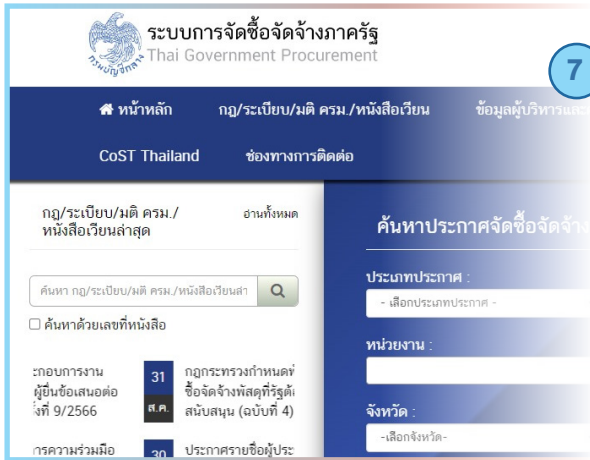 ระบบการจัดซื้อจัดจ้างภาครัฐ
Thai Government Procurement
กรมบัญชีกลาง
7
หน้าหลัก กฎ/ระเบียบ/มติ ครม./หนังสือเวียน ข้อมูลผู้บริหารและ
CoST Thailand ช่องทางการติดต่อ
กฎ/ระเบียบ/มติ ครม./ อ่านทั้งหมด
หนังสือเวียนล่าสุด
ค้นหา กฎ/ระเบียบ/มติ ครม./หนังสือเวียนล่า
ค้นหาด้วยเลขที่หนังสือ
ะกอบการงาน 31 กฎกระทรวงกำหนด
ผู้ยื่นข้อเสนอต่อ ซื้อจัดจ้างพัสดุที่รัฐต้
ที่ 9/2566 ส.ค. สนับสนุน (ฉบับที่ 4)
ารความร่วมมือ 30 ประกาศรายชื่อผู้ประ
ค้นหาประกาศจัดซื้อจัดจ้าง
ประเภทประกาศ :
- เลือกประเภทประกาศ -
หน่วยงาน :
จังหวัด :
-เลือกจังหวัด-